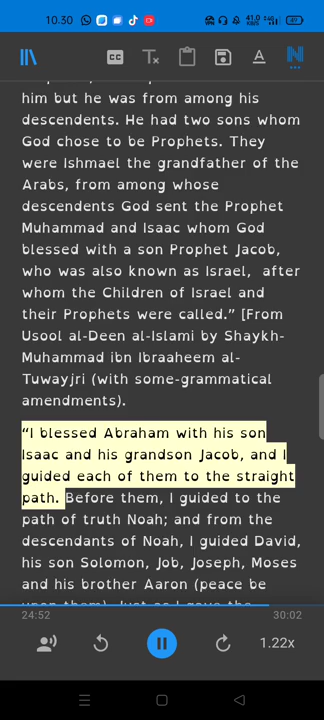 10.30
him but he was from among his
descendents. He had two sons whom
God chose to be Prophets. They
were Ishmael the grandfather of the
Arabs, from among whose
descendents God sent the Prophet
Muhammad and Isaac whom God
blessed with a son Prophet Jacob,
who was also known as Israel, after
whom the Children of Israel and
their Prophets were called.” [From
Usool al-Deen al-Islami by Shaykh-
Muhammad ibn Ibraaheem al-
Tuwayjri (with some-grammatical
amendments).
“I blessed Abraham with his son
Isaac and his grandson Jacob, and I
guided each of them to the straight
path. Before them, I guided to the
path of truth Noah; and from the
descendants of Noah, I guided David,
his son Solomon, Job, Joseph, Moses
and his brother Aaron (peace be
24:52
30:02
1.22x